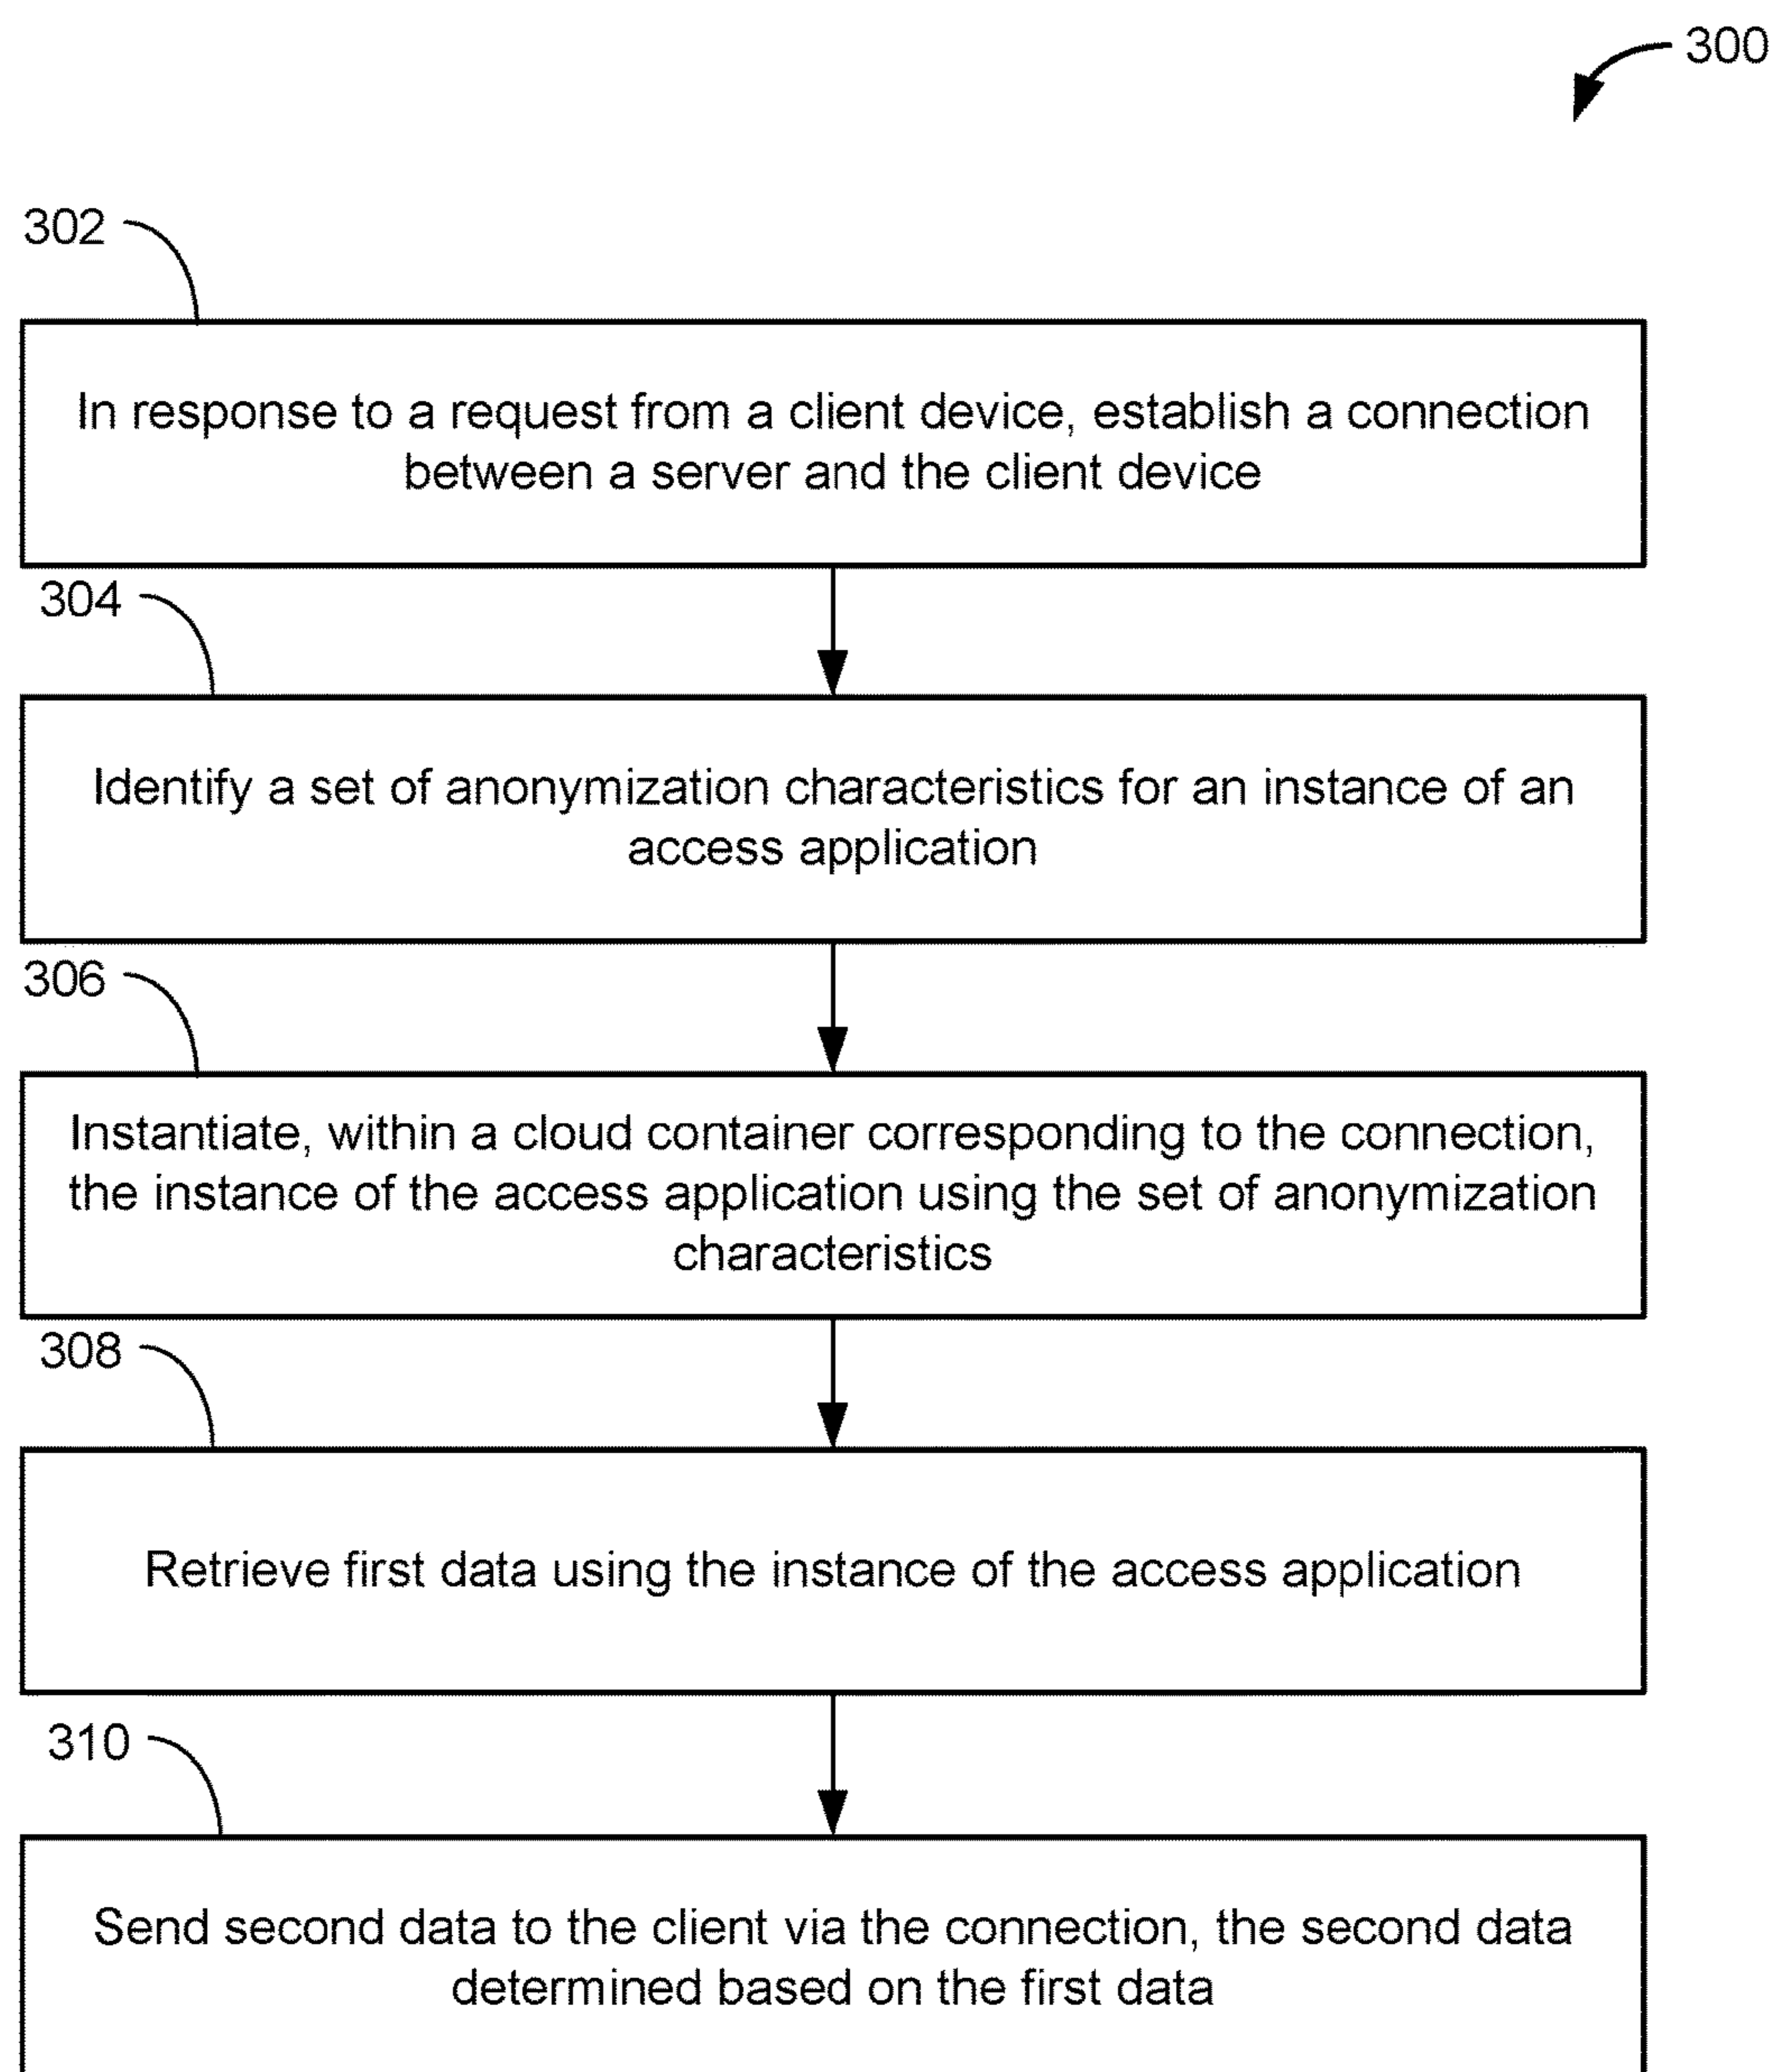 300
302
In response to a request from a client device, establish a connection
between a server and the client device
304
Identify a set of anonymization characteristics for an instance of an
access application
306
Instantiate, within a cloud container corresponding to the connection,
the instance of the access application using the set of anonymization
characteristics
308
Retrieve first data using the instance of the access application
310
Send second data to the client via the connection, the second data
determined based on the first data